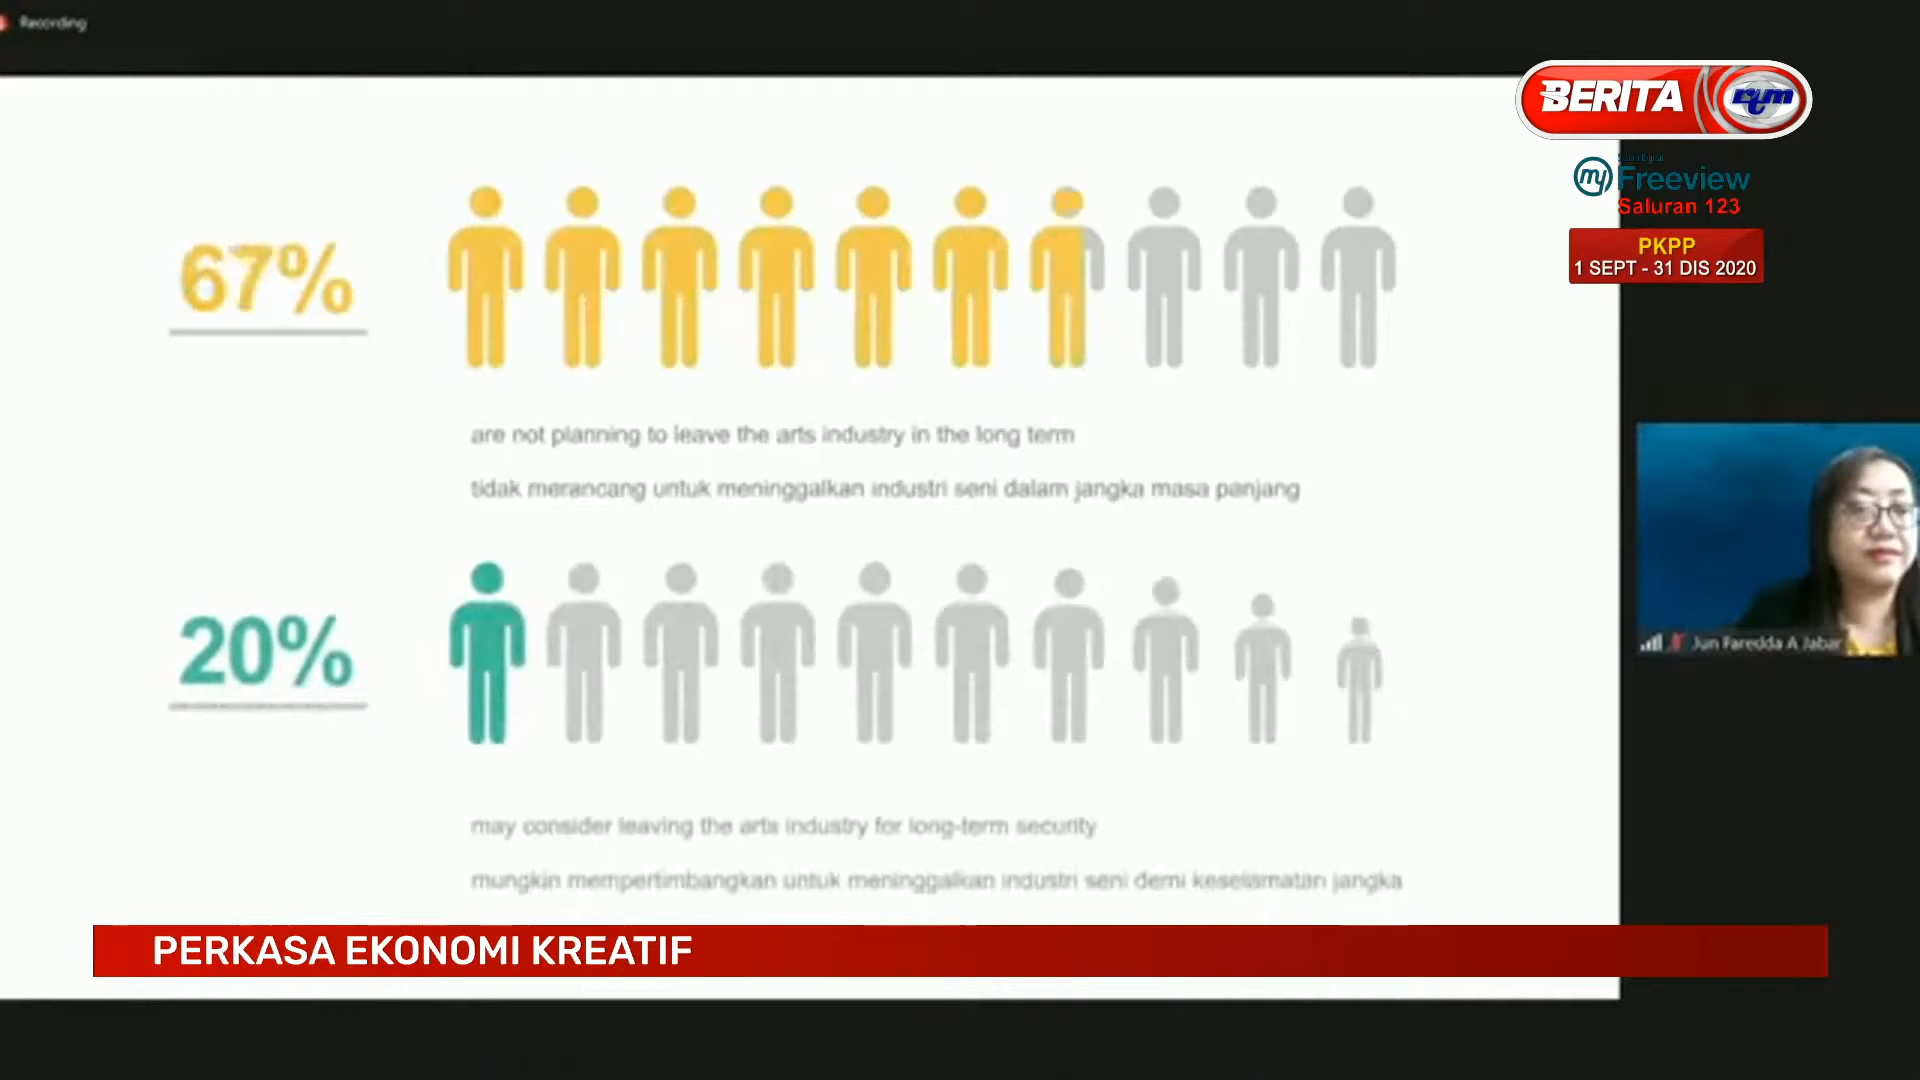 Recording
BERITA rtm
my Freeview
Saluran 123
PKPP
1 SEPT - 31 DIS 2020
67%
are not planning to leave the arts industry in the long term
tidak merancang untuk meninggalkan industri seni dalam jangka masa panjang
20%
may consider leaving the arts industry for long-term security
mungkin mempertimbangkan untuk meninggalkan industri seni demi keselamatan jangka
Jun Faredda A Jabar
PERKASA EKONOMI KREATIF